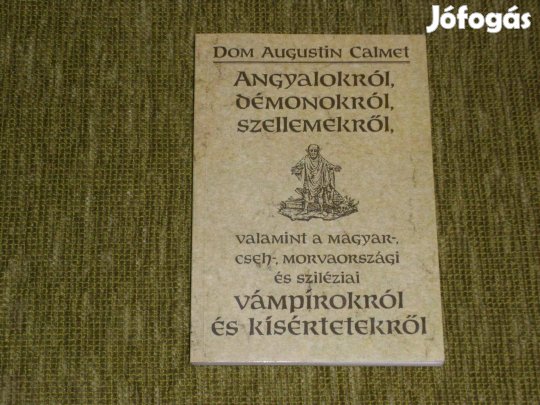 Jófogás
Dom Augustin Calmet
Angyalokról,
démonokról,
szellemekről,
valamint a magyar-,
cseh-, morvaországi
és sziléziai
vámpírokról
és kísértetekről